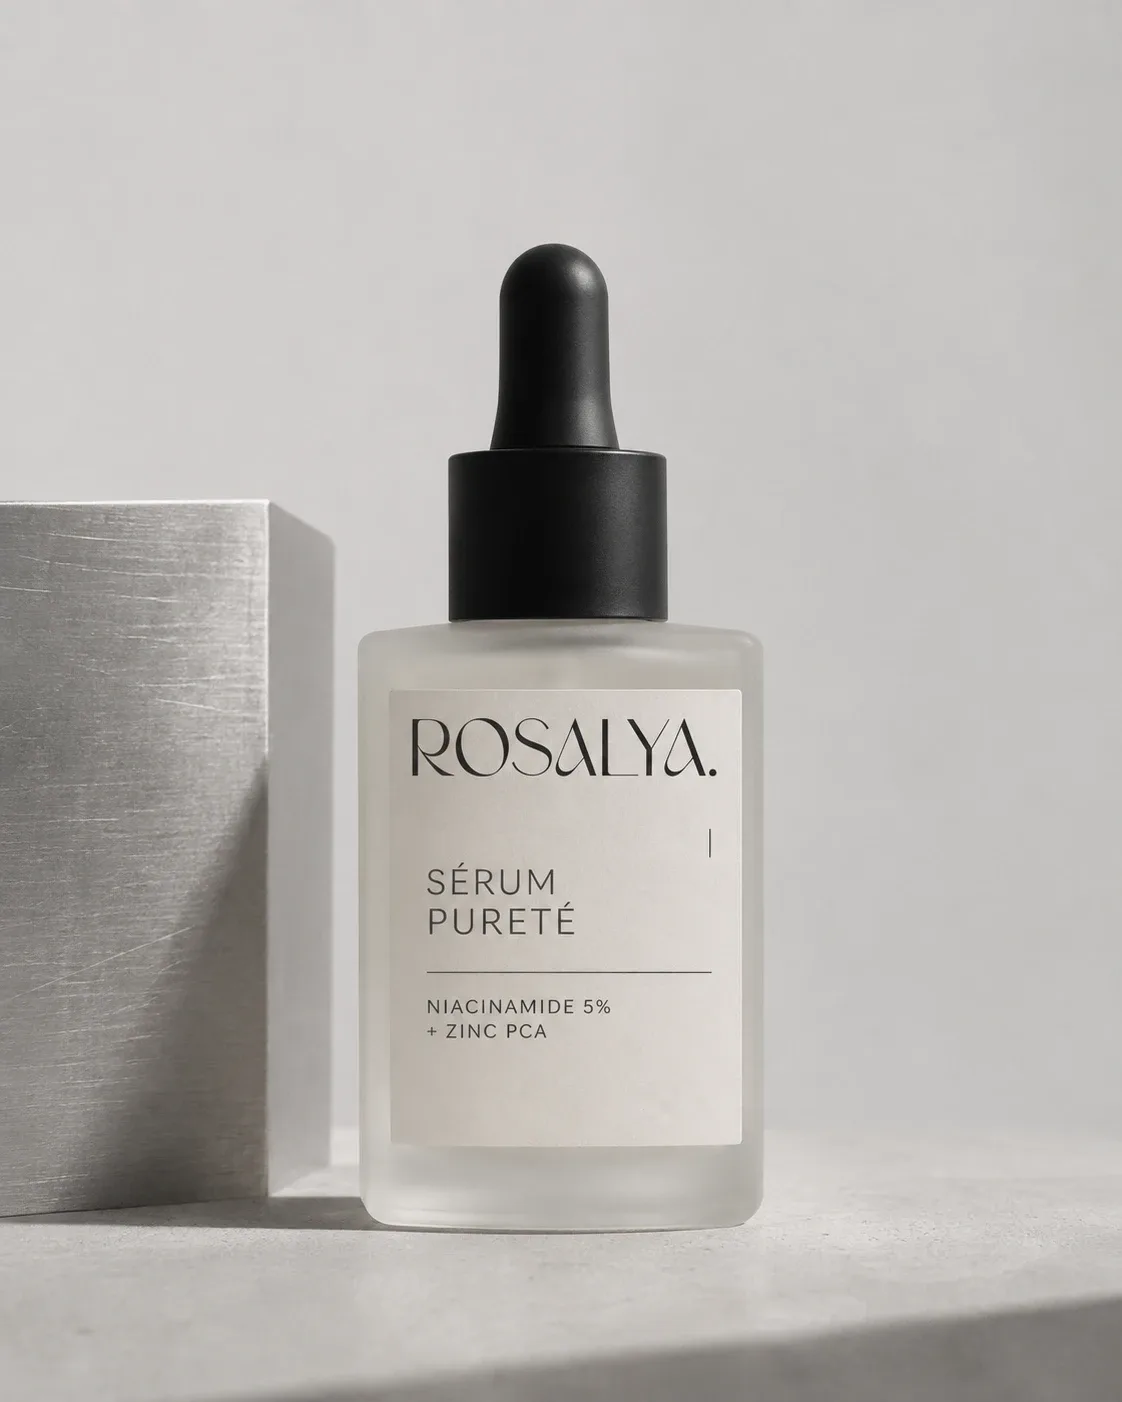 ROSALYA.
SÉRUM
PURETÉ
NIACINAMIDE 5%
+ ZINC PCA